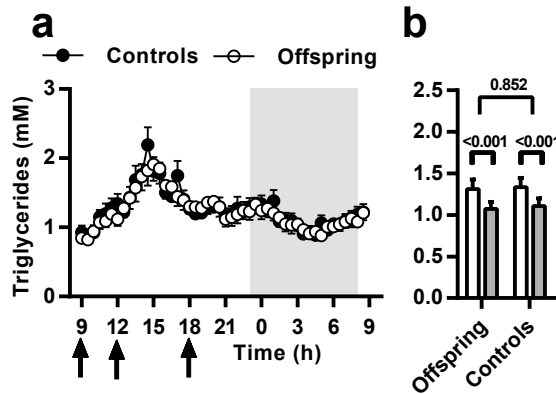 a
Controls Offspring
Triglycerides (mM)
3
2
1
0
9 12 15 18 21 0 3 6 9
Time (h)
b
0.852
<0.001 <0.001
2.5
2.0
1.5
1.0
0.5
0.0
Offspring
Controls